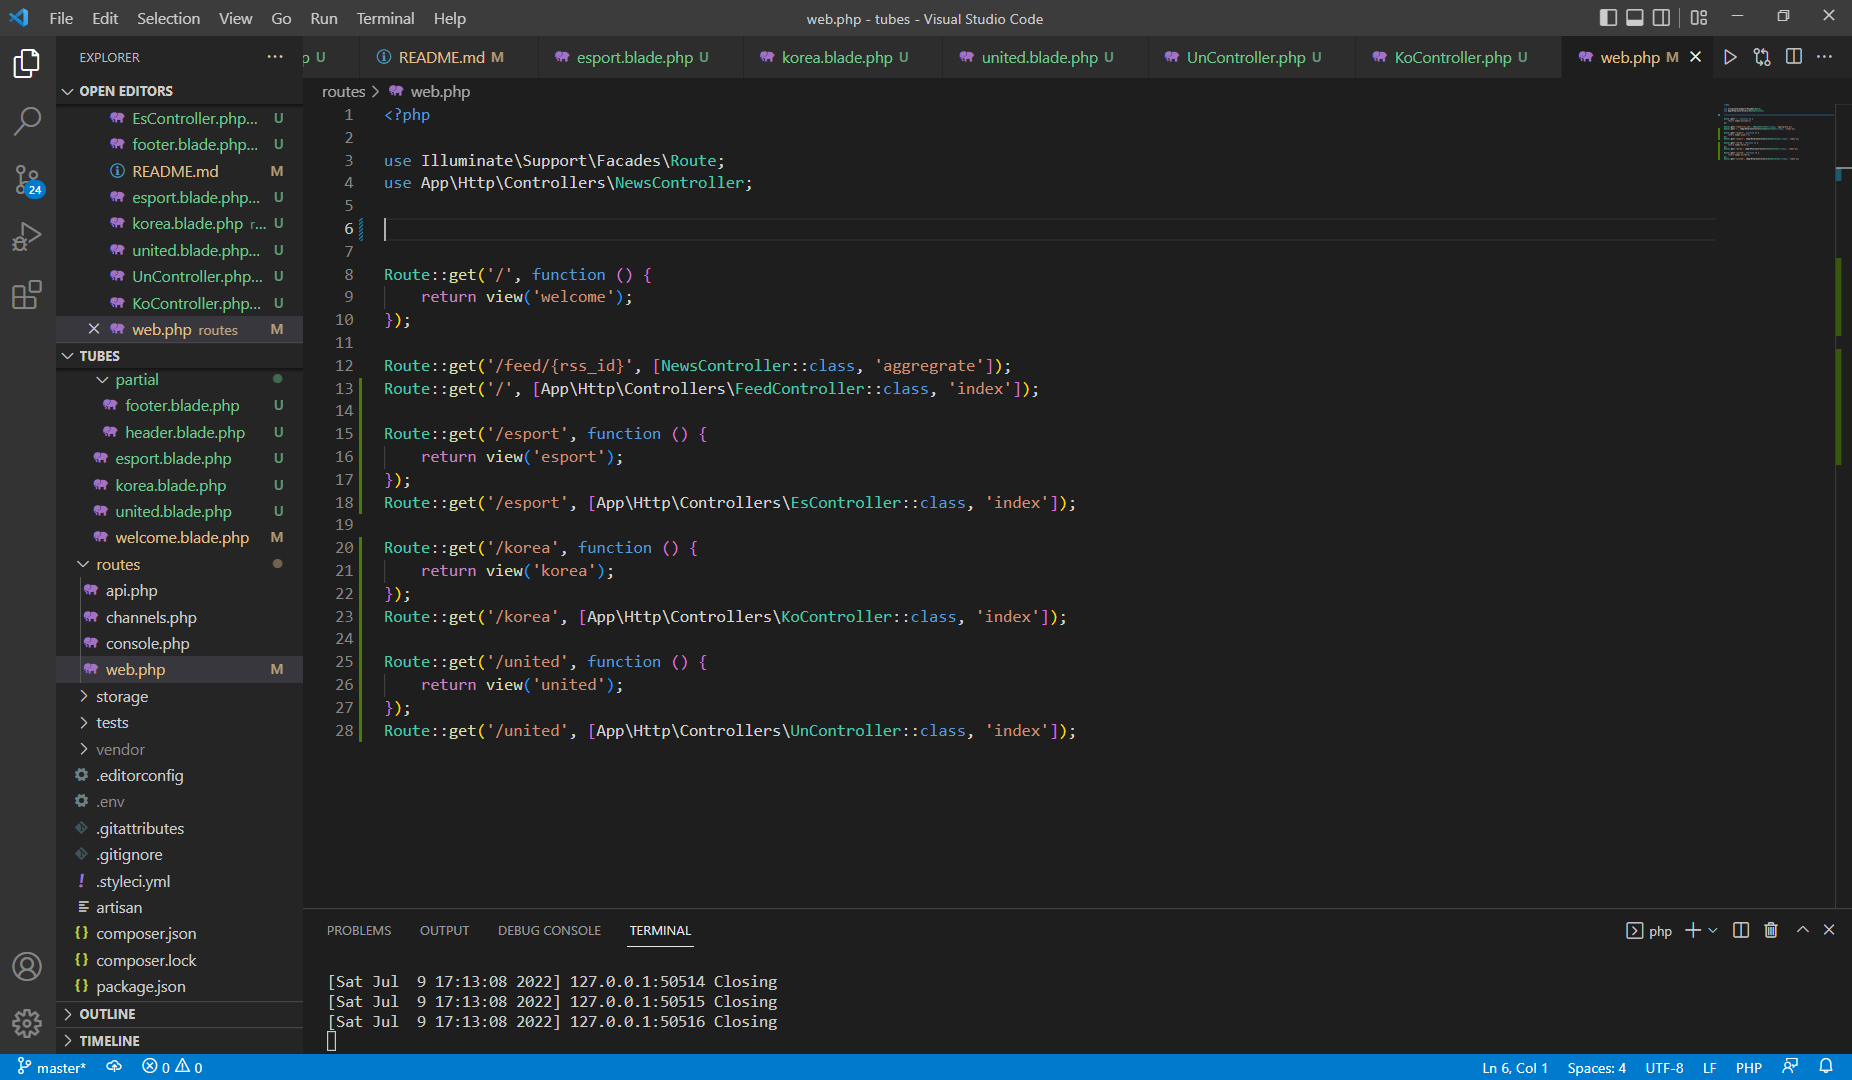 File Edit Selection View Go Run Terminal Help
web.php - tubes - Visual Studio Code
EXPLORER
OPEN EDITORS
EsController.php... U
footer.blade.php... U
README.md M
esport.blade.php... U
korea.blade.php r... U
united.blade.php... U
UnController.php... U
KoController.php... U
web.php routes M
TUBES
partial
footer.blade.php U
header.blade.php U
esport.blade.php U
korea.blade.php U
united.blade.php U
welcome.blade.php M
routes
api.php
channels.php
console.php
web.php M
storage
tests
vendor
.editorconfig
.env
.gitattributes
.gitignore
! .styleci.yml
artisan
{} composer.json
{} composer.lock
{} package.json
OUTLINE
TIMELINE
24
p U README.md M esport.blade.php U korea.blade.php U united.blade.php U UnController.php U KoController.php U web.php M
routes > web.php
1 <?php
2
3 use Illuminate\Support\Facades\Route;
4 use App\Http\Controllers\NewsController;
5
6
7
8 Route::get('/', function () {
9     return view('welcome');
10 });
11
12 Route::get('/feed/{rss_id}', [NewsController::class, 'aggregrate']);
13 Route::get('/', [App\Http\Controllers\FeedController::class, 'index']);
14
15 Route::get('/esport', function () {
16     return view('esport');
17 });
18 Route::get('/esport', [App\Http\Controllers\EsController::class, 'index']);
19
20 Route::get('/korea', function () {
21     return view('korea');
22 });
23 Route::get('/korea', [App\Http\Controllers\KoController::class, 'index']);
24
25 Route::get('/united', function () {
26     return view('united');
27 });
28 Route::get('/united', [App\Http\Controllers\UnController::class, 'index']);
PROBLEMS OUTPUT DEBUG CONSOLE TERMINAL
php
[Sat Jul  9 17:13:08 2022] 127.0.0.1:50514 Closing
[Sat Jul  9 17:13:08 2022] 127.0.0.1:50515 Closing
[Sat Jul  9 17:13:08 2022] 127.0.0.1:50516 Closing
master* 0 0
Ln 6, Col 1 Spaces: 4 UTF-8 LF PHP